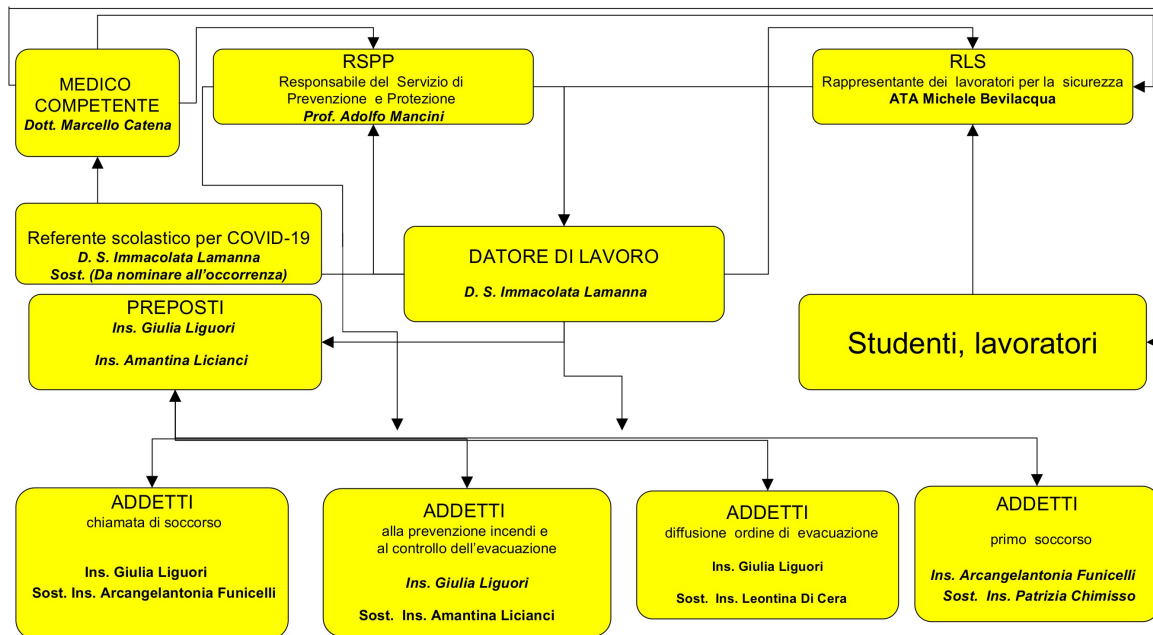 MEDICO
COMPETENTE
Dott. Marcello Catena
RSPP
Responsabile del Servizio di
Prevenzione e Protezione
Prof. Adolfo Mancini
RLS
Rappresentante dei lavoratori per la sicurezza
ATA Michele Bevilacqua
Referente scolastico per COVID-19
D. S. Immacolata Lamanna
Sost. (Da nominare all’occorrenza)
DATORE DI LAVORO
D. S. Immacolata Lamanna
PREPOSTI
Ins. Giulia Liguori
Ins. Amantina Licianci
Studenti, lavoratori
ADDETTI
chiamata di soccorso
Ins. Giulia Liguori
Sost. Ins. Arcangelantonia Funicelli
ADDETTI
alla prevenzione incendi e
al controllo dell’evacuazione
Ins. Giulia Liguori
Sost. Ins. Amantina Licianci
ADDETTI
diffusione ordine di evacuazione
Ins. Giulia Liguori
Sost. Ins. Leontina Di Cera
ADDETTI
primo soccorso
Ins. Arcangelantonia Funicelli
Sost. Ins. Patrizia Chimisso